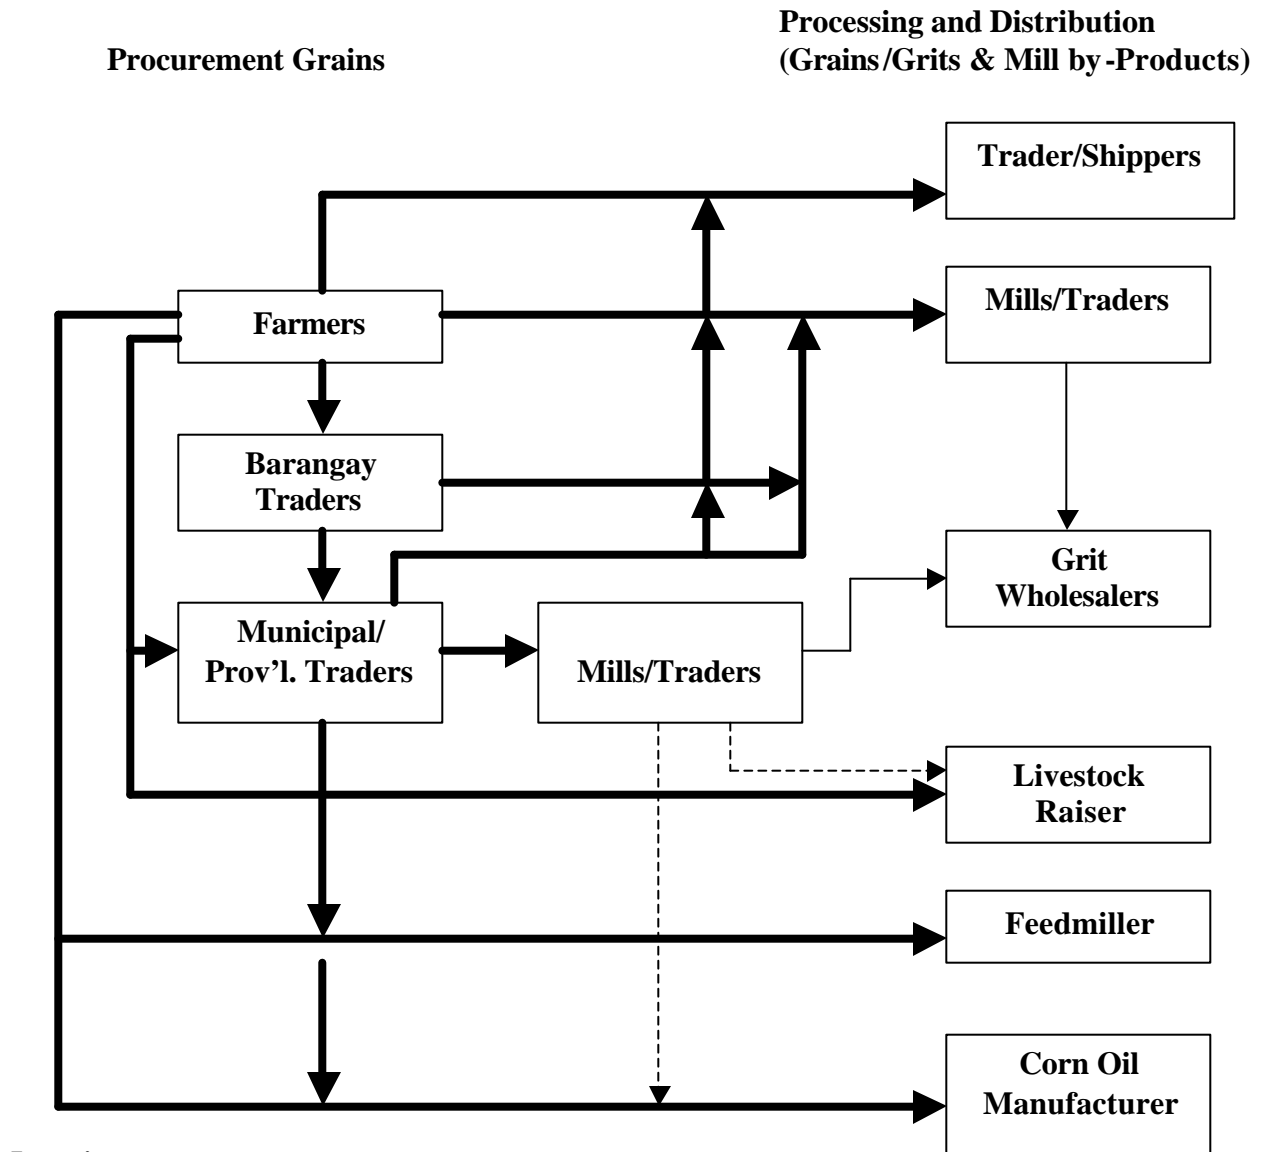 Processing and Distribution
Procurement Grains
(Grains/Grits & Mill by-Products)
Trader/Shippers
Mills/Traders
Farmers
Barangay
Traders
Grit
Wholesalers
Municipal/
Prov’l. Traders
Mills/Traders
Livestock
Raiser
Feedmiller
Corn Oil
Manufacturer